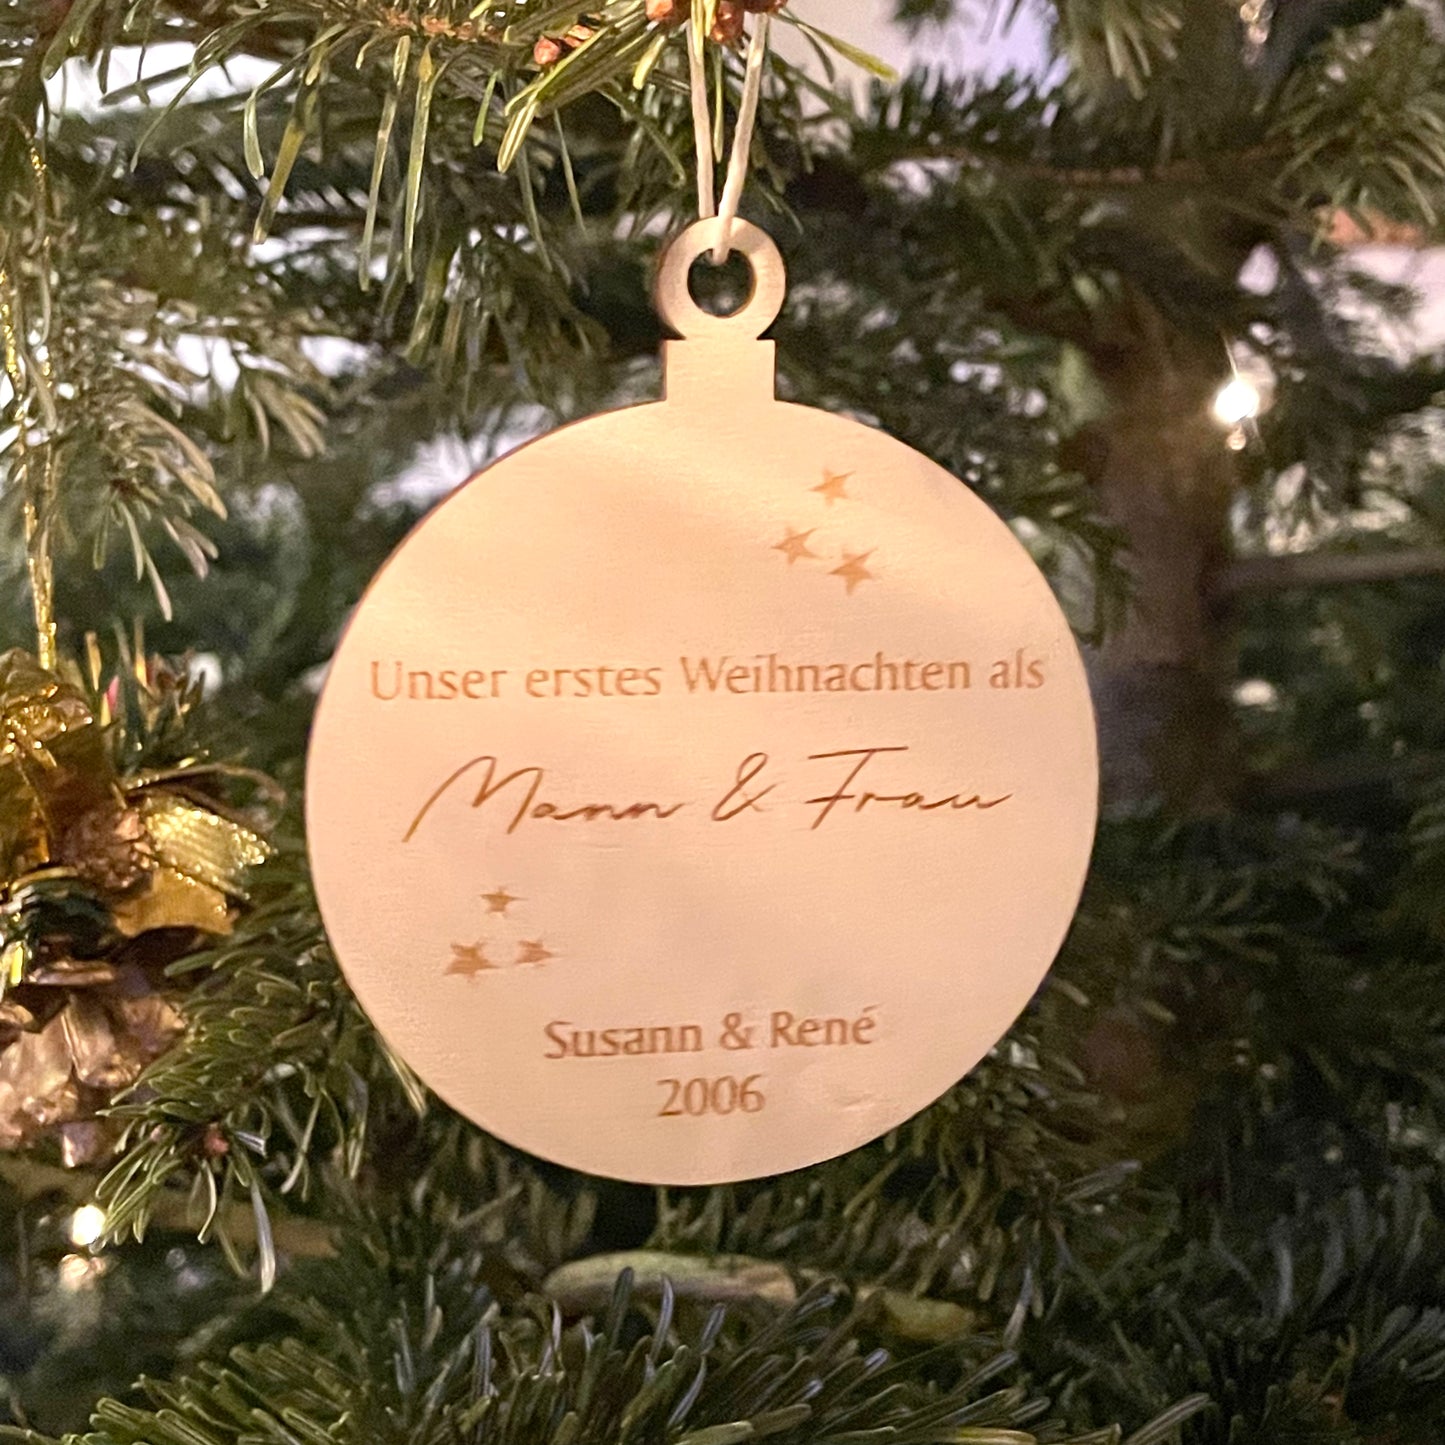 Unser erstes Weihnachten als
Mann & Frau
Susann & René
2006